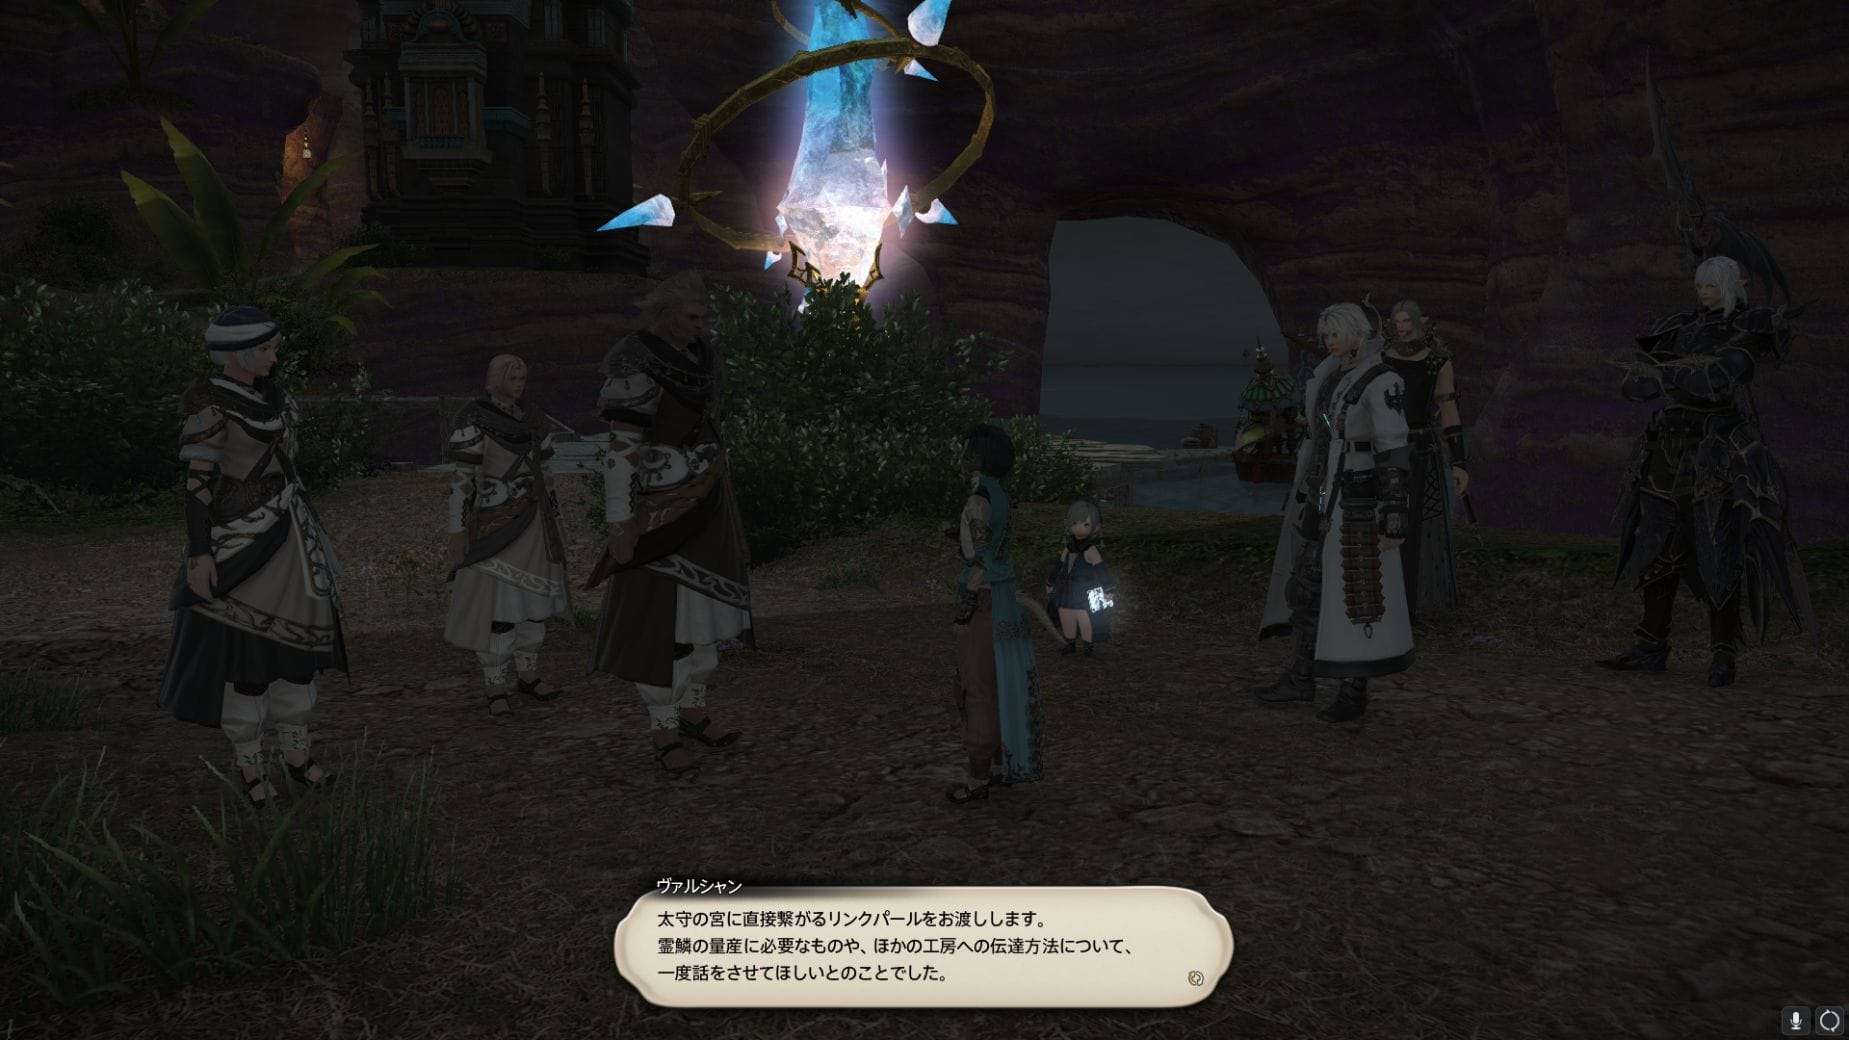 ヴァルシャン
太守の宮に直接繋がるリンクパールをお渡しします。
霊鱗の量産に必要なものや、ほかの工房への伝達方法について、
一度話をさせてほしいとのことでした。